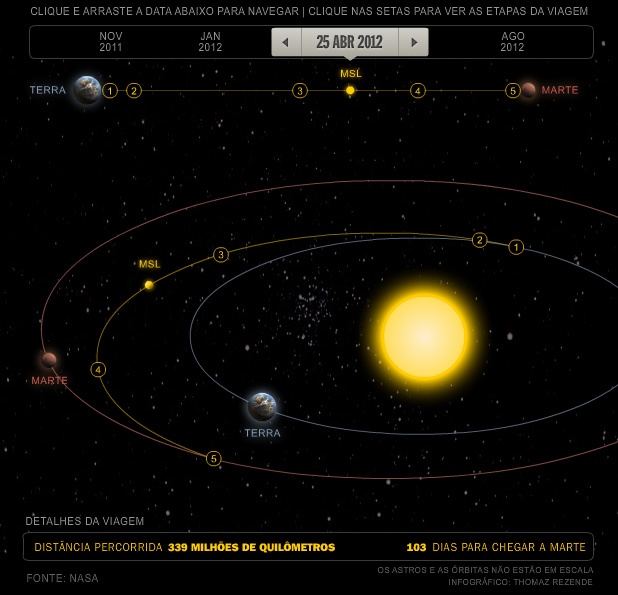 CLIQUE E ARRASTE A DATA ABAIXO PARA NAVEGAR | CLIQUE NAS SETAS PARA VER AS ETAPAS DA VIAGEM
NOV
2011
JAN
2012
25 ABR 2012
AGO
2012
MSL
TERRA 1 2 3 4 5 MARTE
2
1
3
MSL
MARTE
4
TERRA
5
DETALHES DA VIAGEM
DISTÂNCIA PERCORRIDA 339 MILHÕES DE QUILÔMETROS
103 DIAS PARA CHEGAR A MARTE
FONTE: NASA
OS ASTROS E AS ÓRBITAS NÃO ESTÃO EM ESCALA
INFOGRÁFICO: THOMAZ REZENDE